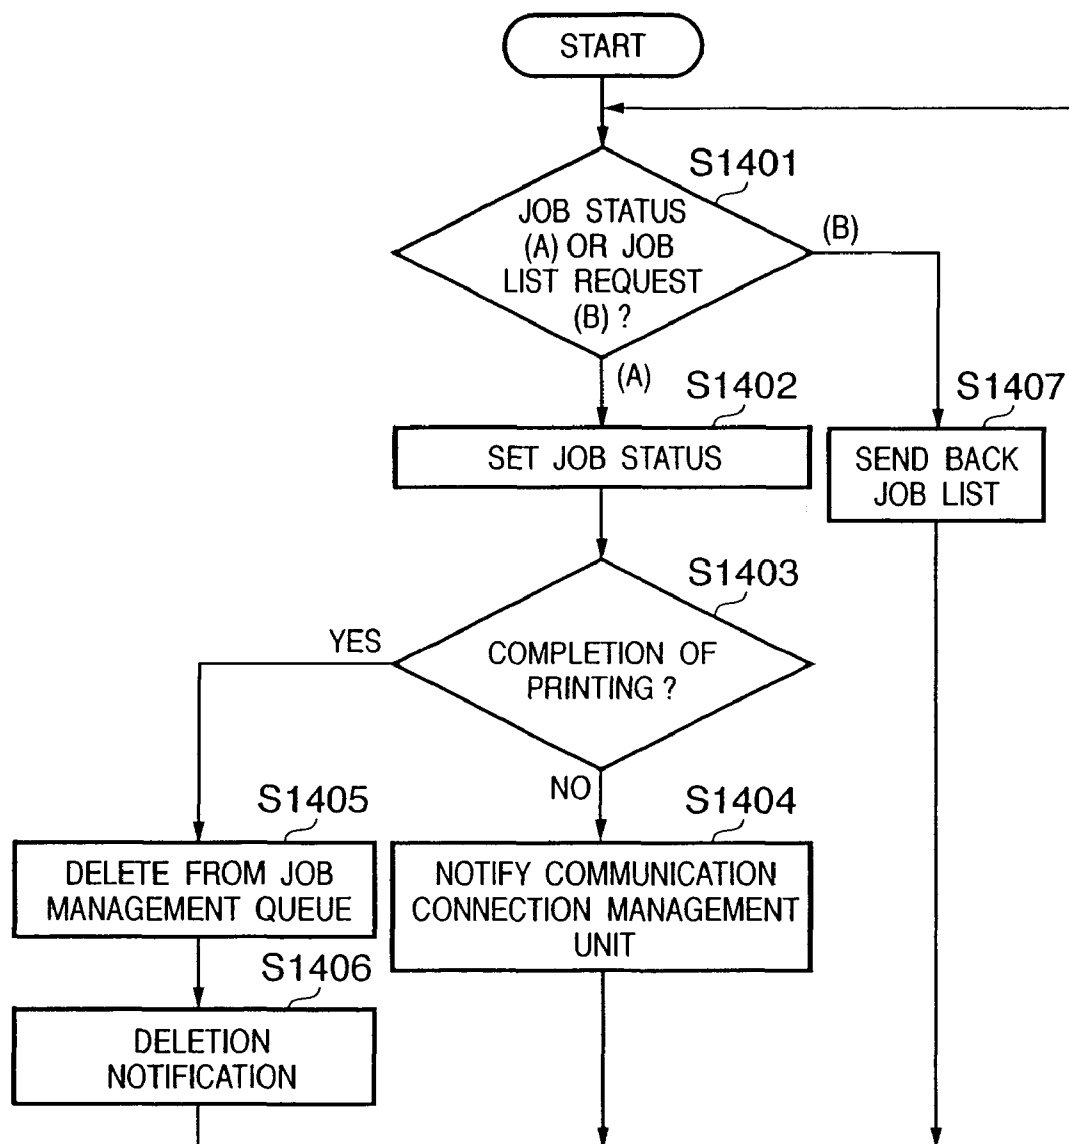 START
S1401
JOB STATUS
(A) OR JOB
LIST REQUEST
(B) ?
(B)
(A)
S1402
SET JOB STATUS
S1407
SEND BACK
JOB LIST
S1403
COMPLETION OF
PRINTING ?
YES
NO
S1405
DELETE FROM JOB
MANAGEMENT QUEUE
S1404
NOTIFY COMMUNICATION
CONNECTION MANAGEMENT
UNIT
S1406
DELETION
NOTIFICATION